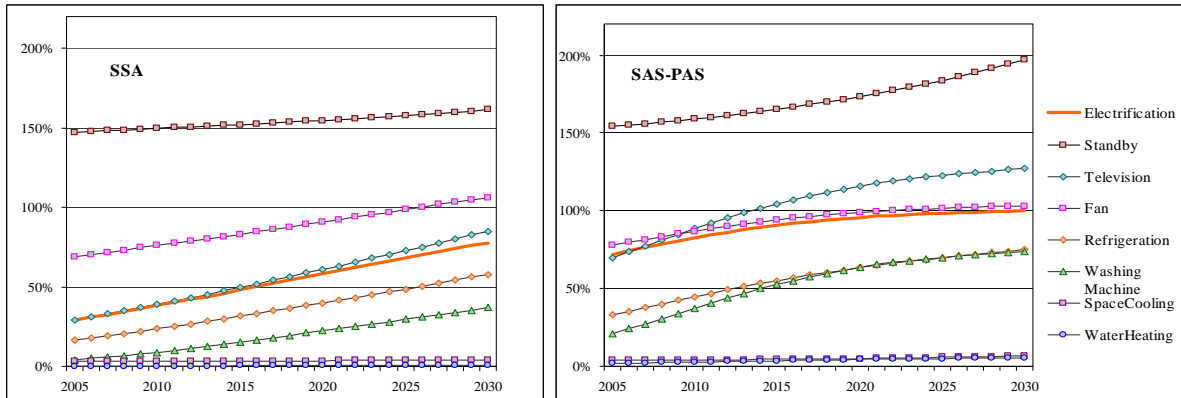 200%
SSA
150%
100%
50%
0%
2005 2010 2015 2020 2025 2030
200%
SAS-PAS
150%
100%
50%
0%
2005 2010 2015 2020 2025 2030
Electrification
Standby
Television
Fan
Refrigeration
Washing
Machine
SpaceCooling
WaterHeating